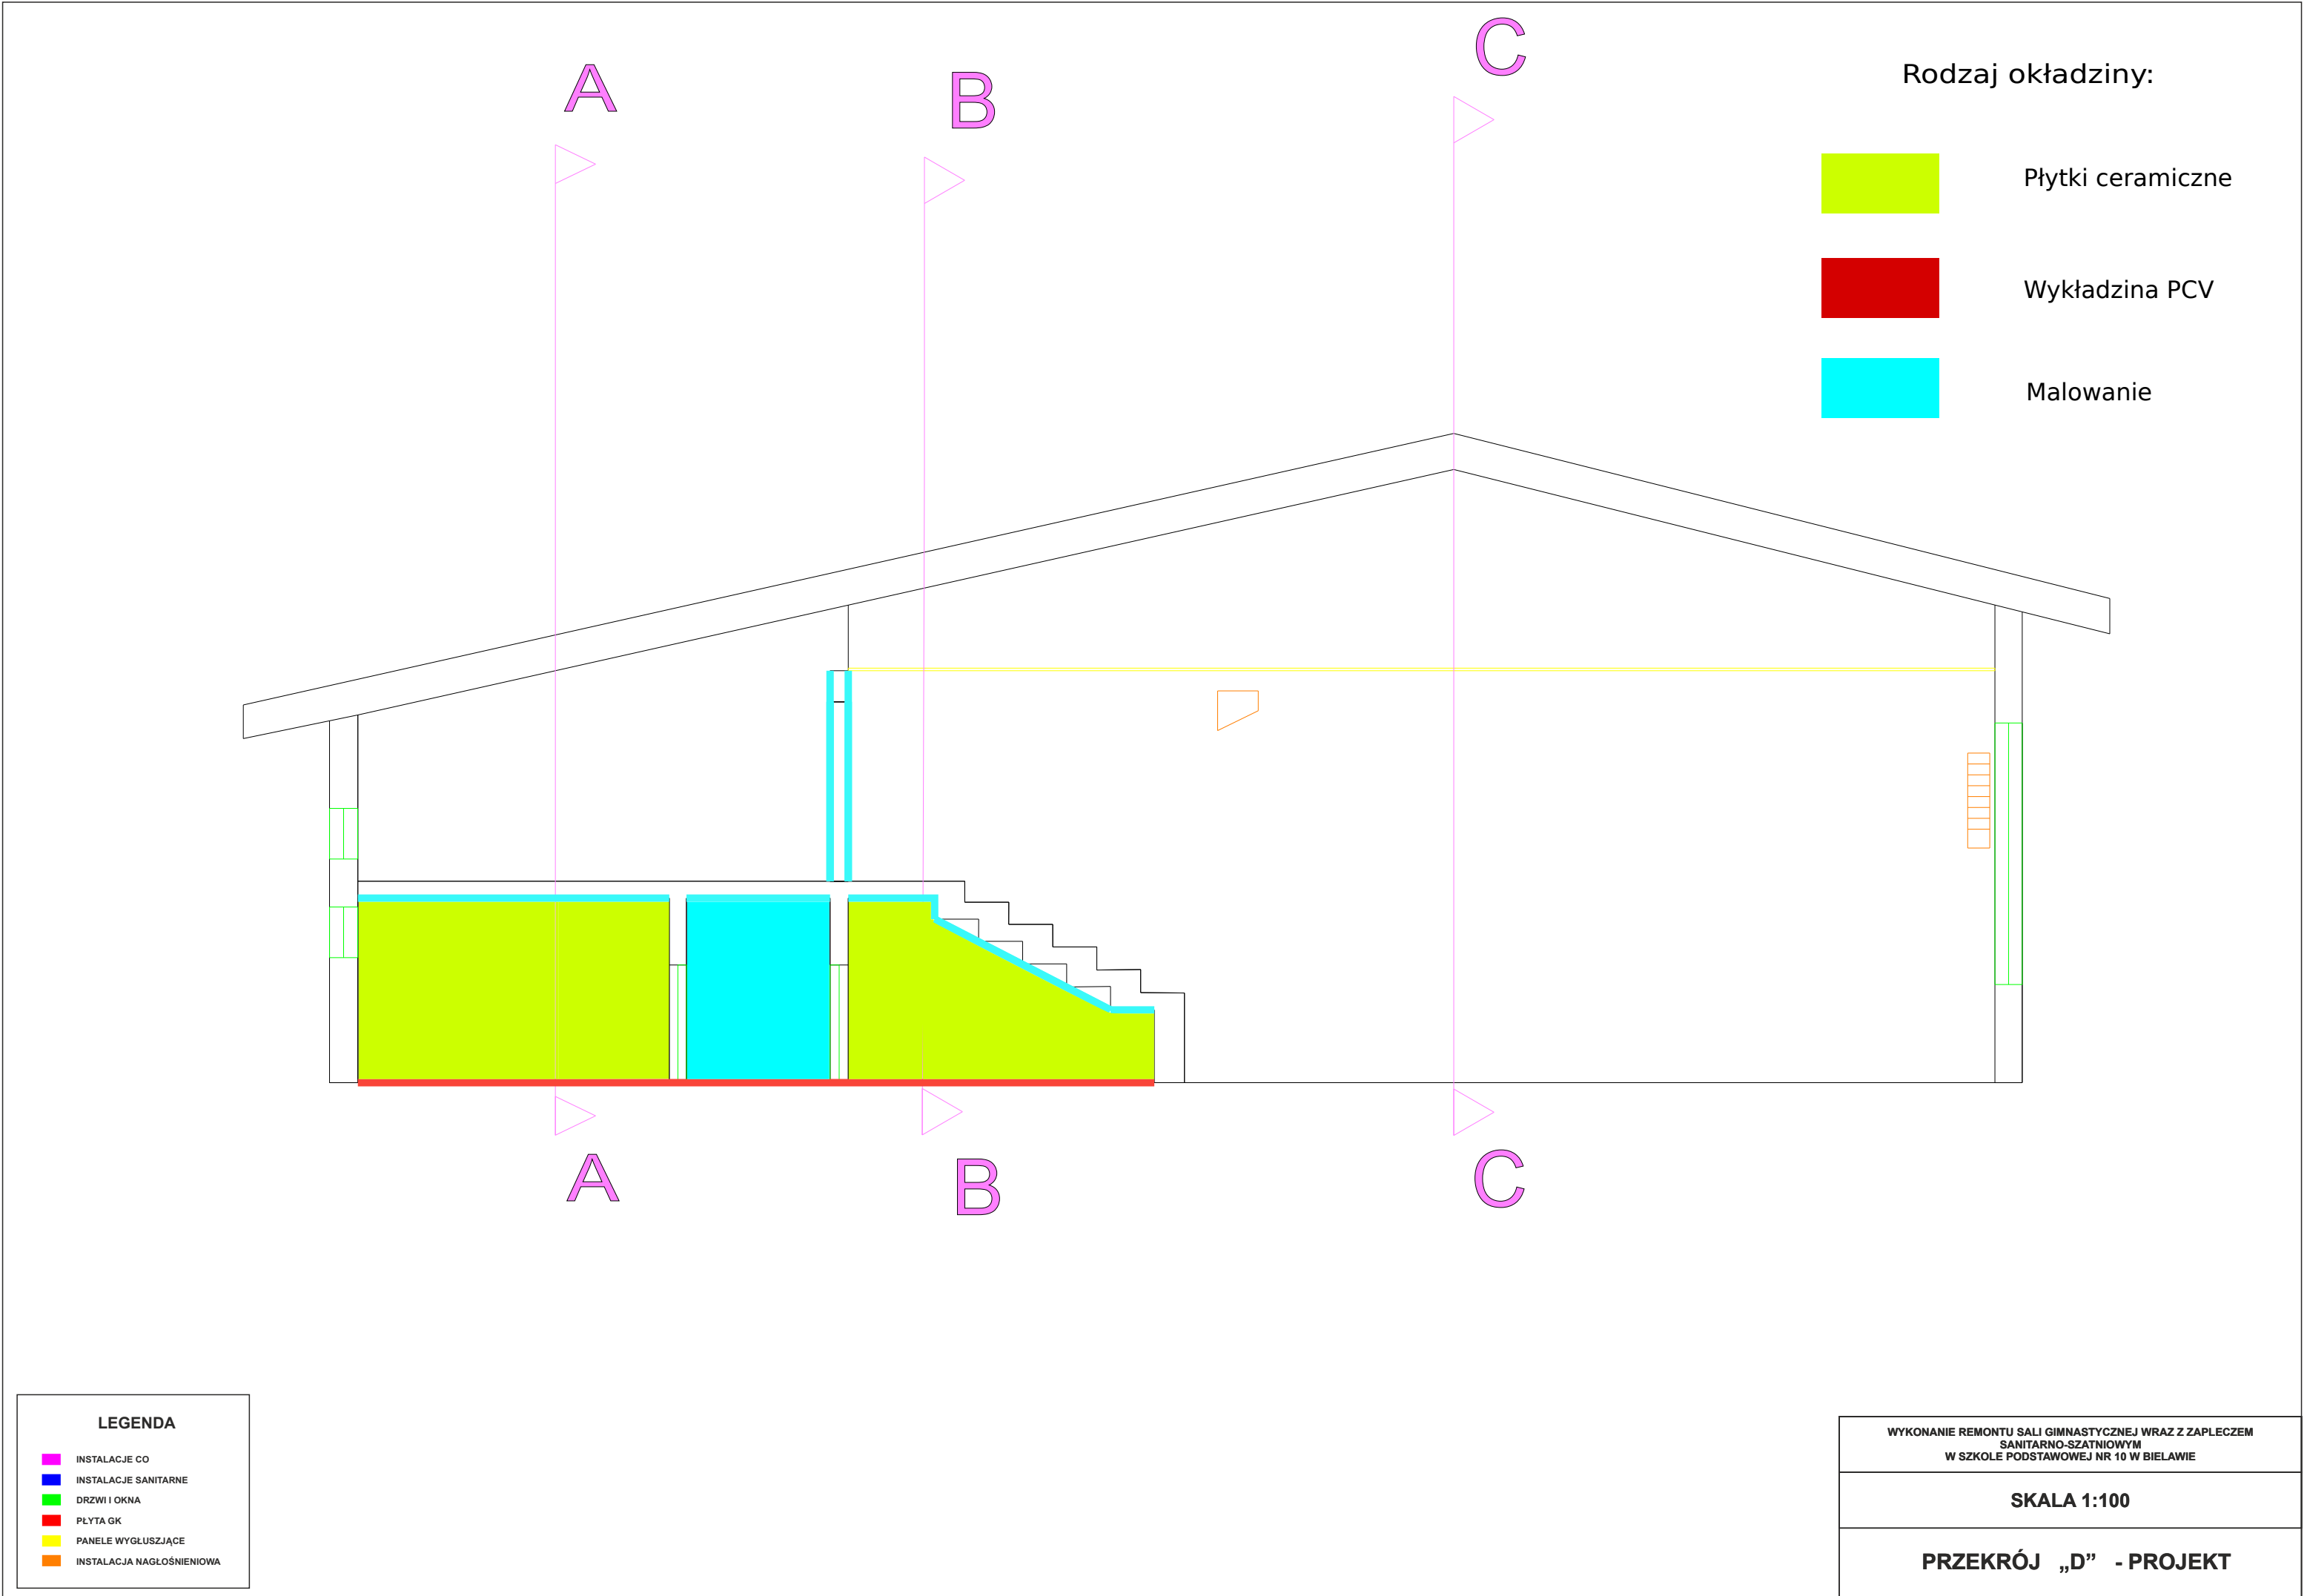 A
B
C
Rodzaj okładziny:
Płytki ceramiczne
Wykładzina PCV
Malowanie
A
B
C
LEGENDA
INSTALACJE CO
INSTALACJE SANITARNE
DRZWI I OKNA
PŁYTA GK
PANELE WYGŁUSZJĄCE
INSTALACJA NAGŁOŚNIENIOWA
WYKONANIE REMONTU SALI GIMNASTYCZNEJ WRAZ Z ZAPLECZEM
SANITARNO-SZATNIOWYM
W SZKOLE PODSTAWOWEJ NR 10 W BIELAWIE
SKALA 1:100
PRZEKRÓJ „D” - PROJEKT